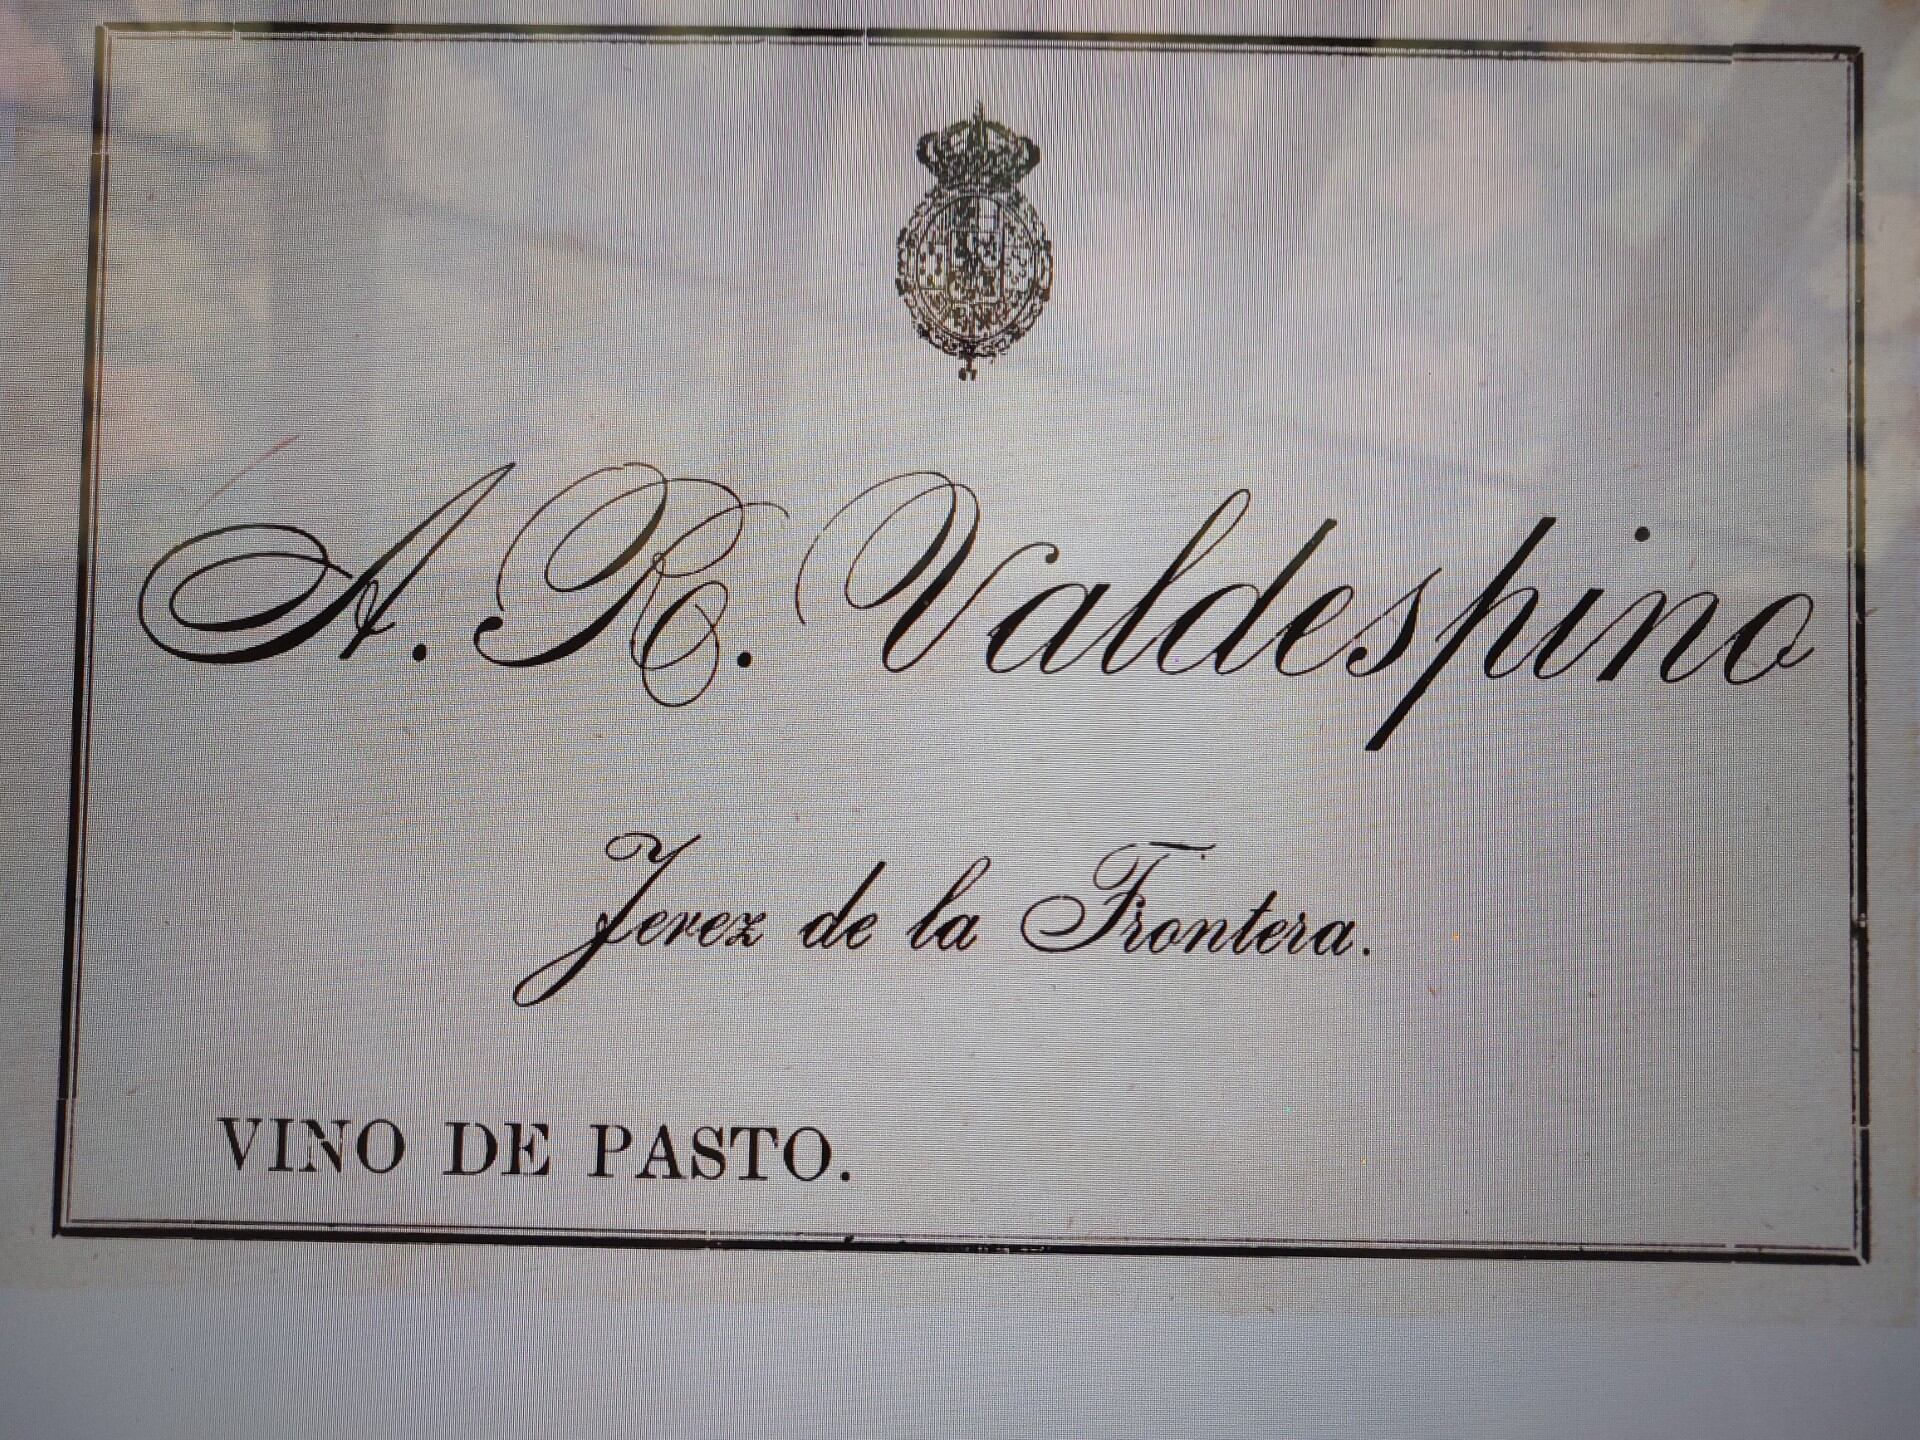 A. R. Valdespino
Jerez de la Frontera.
VINO DE PASTO.